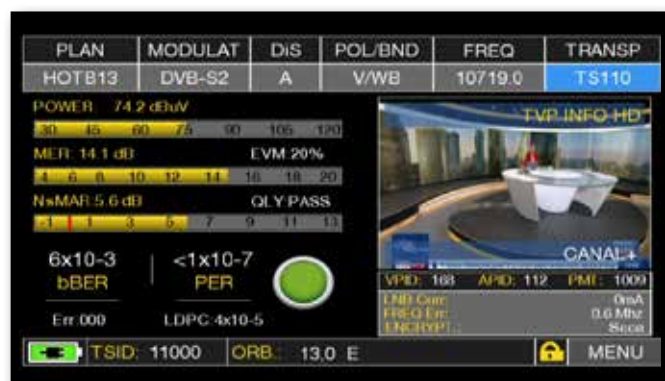 PLAN MODULAT DiS POL/BND FREQ TRANSP
HOTB13 DVB-S2 A V/WB 10719.0 TS110
POWER 74.2 dBuV
30 45 60 75 90 105 120
MER: 14.1 dB EVM:20%
4 6 8 10 12 14 16 18 20
NsMAR:5.6 dB QLY:PASS
-1 1 3 5 7 9 11 13
TVP INFO HD
CANAL+
6x10-3 <1x10-7
bBER PER
Err.000 LDPC:4x10-5
VPID: 168 APID: 112 PMT: 1009
LNB Curr: 0mA
FREQ Err: 0.6 Mhz
ENCRYPT.: Seca
TSID: 11000 ORB.: 13,0 E MENU